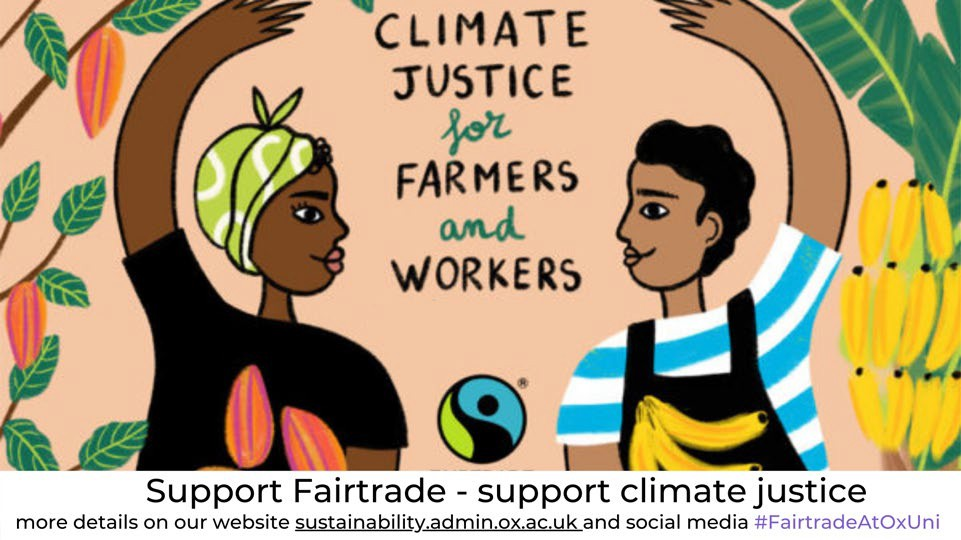 CLIMATE
JUSTICE
for
FARMERS
and
WORKERS
®
Support Fairtrade - support climate justice
more details on our website sustainability.admin.ox.ac.uk and social media #FairtradeAtOxUni